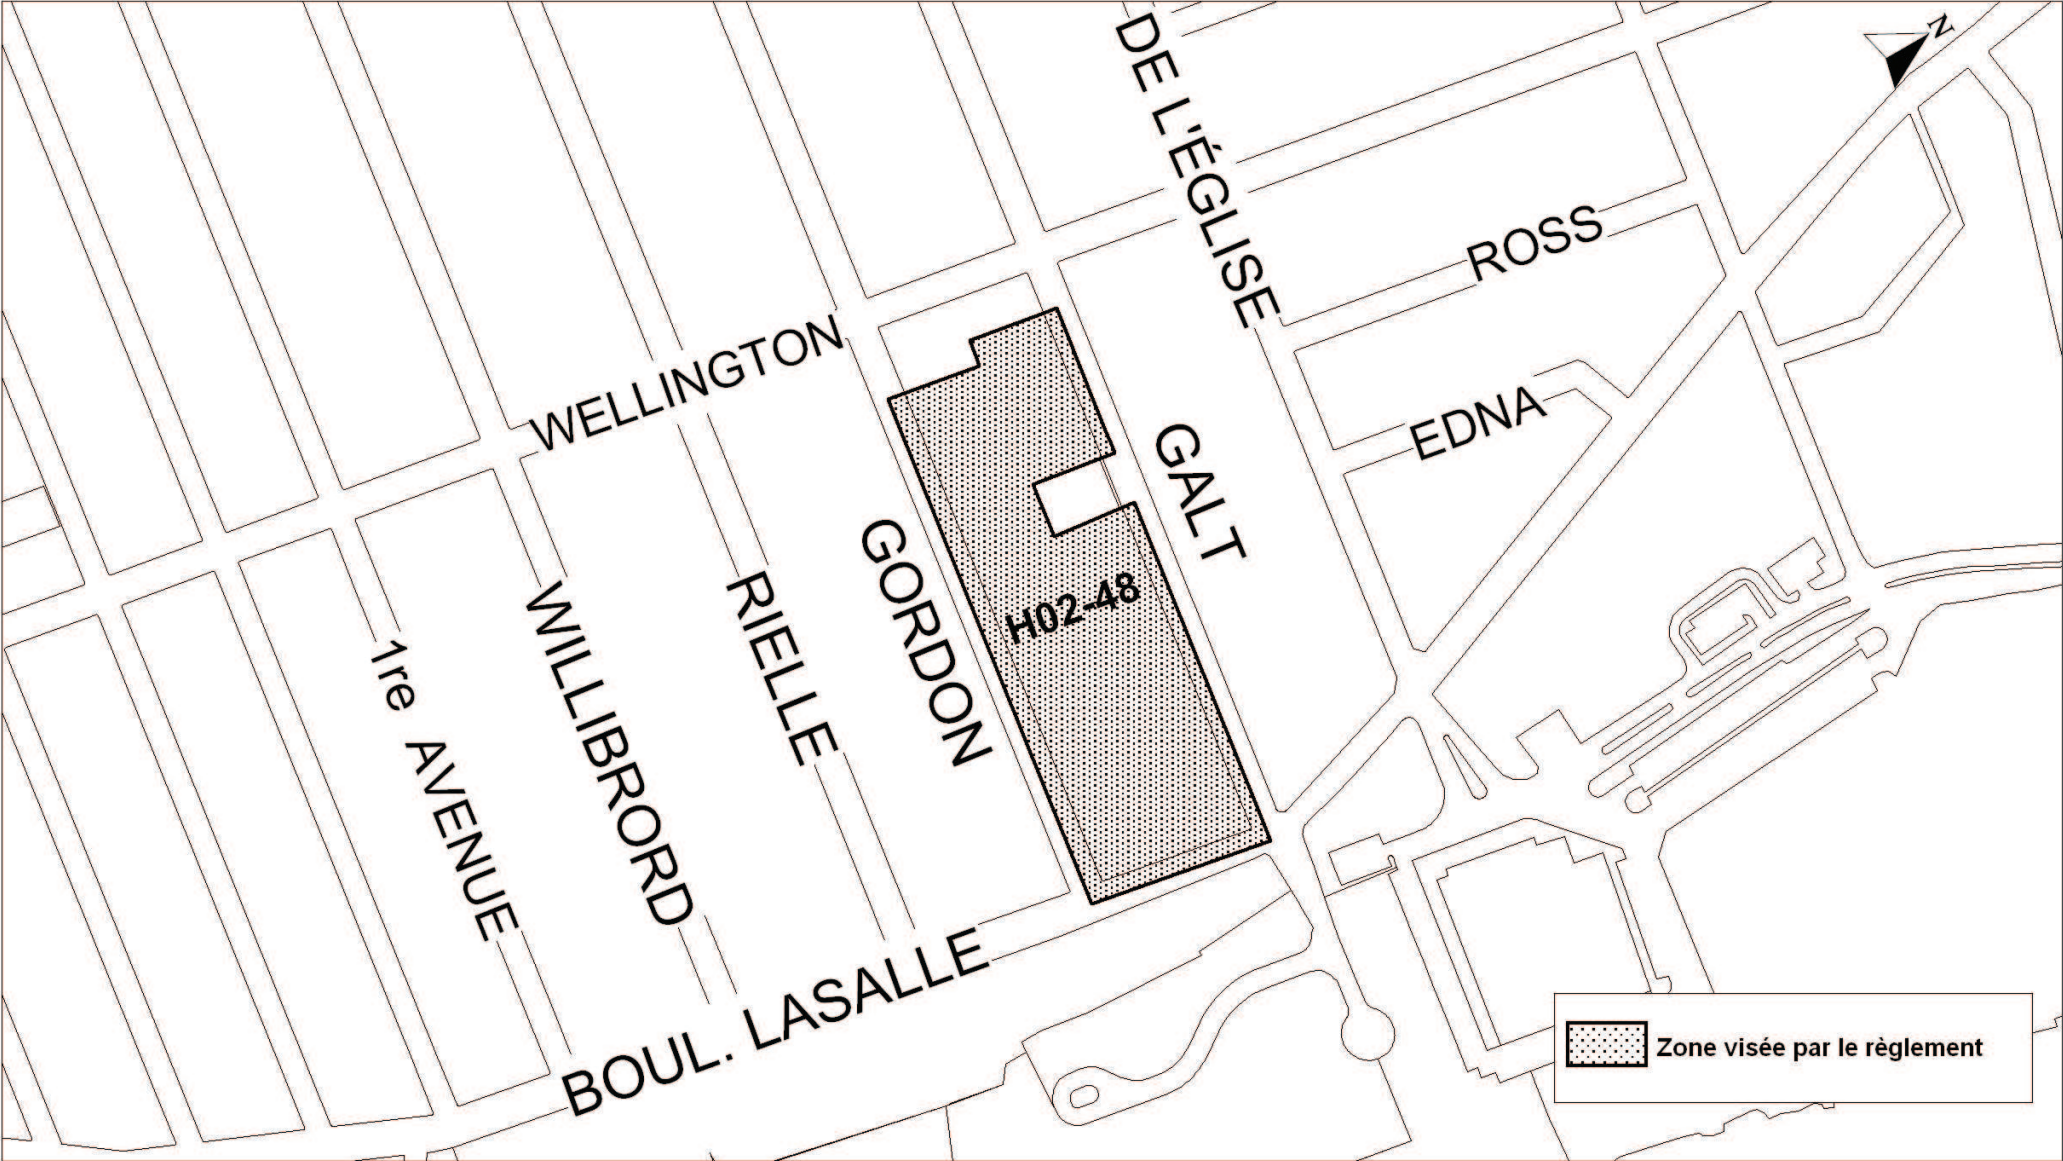 N
DE L'ÉGLISE
ROSS
WELLINGTON
EDNA
GALT
GORDON
H02-48
RIELLE
WILLIBRORD
1re AVENUE
BOUL. LASALLE
Zone visée par le règlement